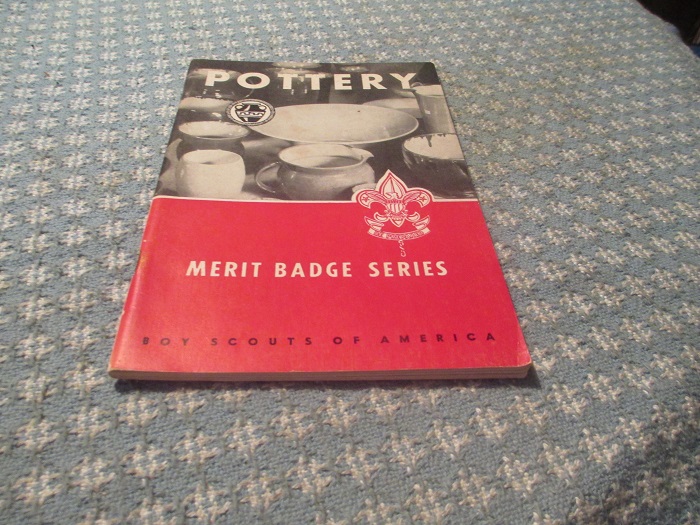 POTTERY
MERIT BADGE SERIES
BOY SCOUTS OF AMERICA